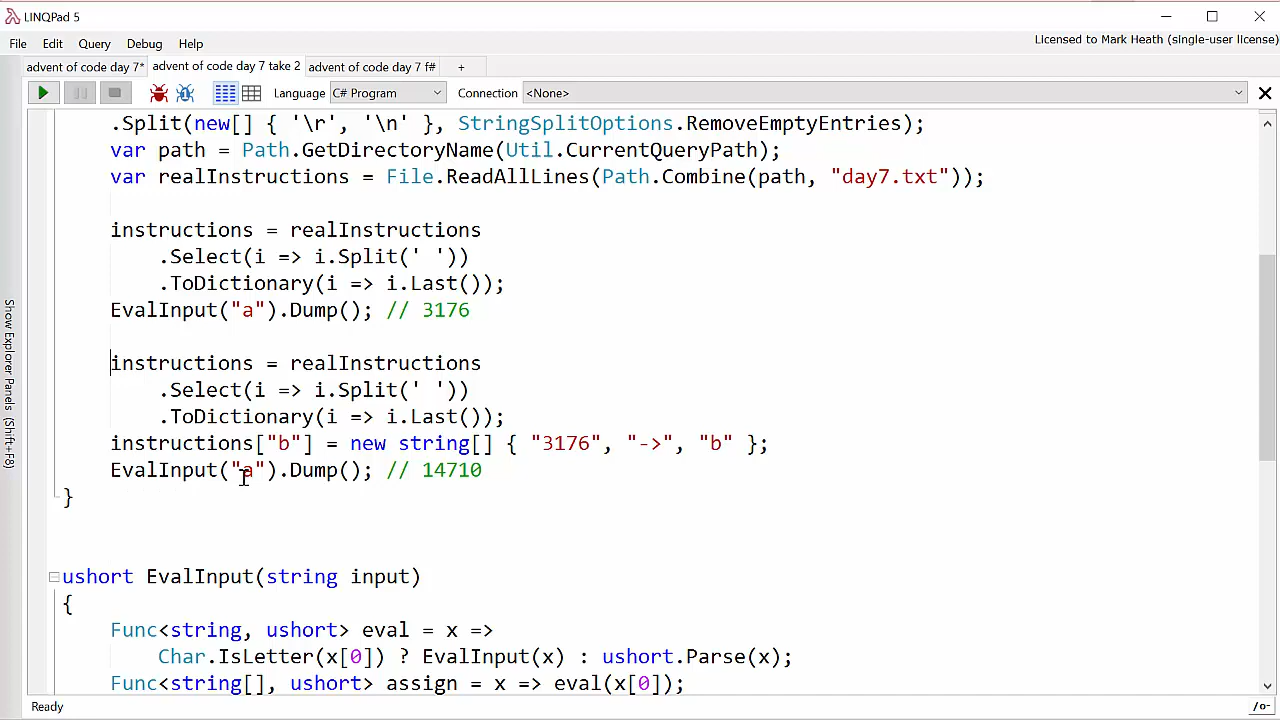 LINQPad 5
File Edit Query Debug Help
Licensed to Mark Heath (single-user license)
advent of code day 7* advent of code day 7 take 2 advent of code day 7 f# +
Language C# Program Connection <None>
.Split(new[] { '\r', '\n' }, StringSplitOptions.RemoveEmptyEntries);
var path = Path.GetDirectoryName(Util.CurrentQueryPath);
var realInstructions = File.ReadAllLines(Path.Combine(path, "day7.txt"));
instructions = realInstructions
.Select(i => i.Split(' '))
.ToDictionary(i => i.Last());
EvalInput("a").Dump(); // 3176
instructions = realInstructions
.Select(i => i.Split(' '))
.ToDictionary(i => i.Last());
instructions["b"] = new string[] { "3176", "->", "b" };
EvalInput("a").Dump(); // 14710
}
ushort EvalInput(string input)
{
Func<string, ushort> eval = x =>
Char.IsLetter(x[0]) ? EvalInput(x) : ushort.Parse(x);
Func<string[], ushort> assign = x => eval(x[0]);
Show Explorer Panels (Shift+F8)
Ready
/o-